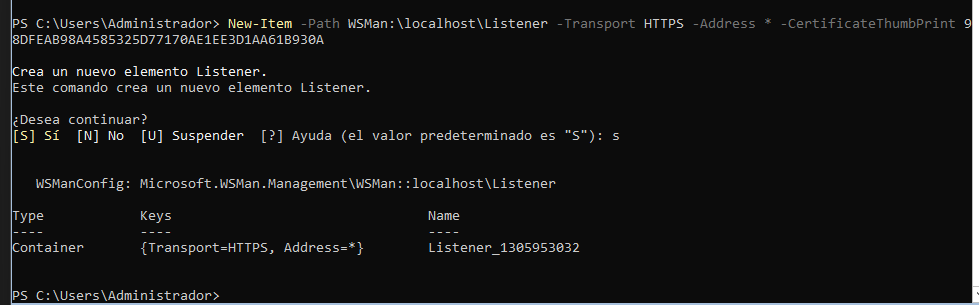 PS C:\Users\Administrador> New-Item -Path WSMan:\localhost\Listener -Transport HTTPS -Address * -CertificateThumbPrint 9
8DFEAB98A4585325D77170AE1EE3D1AA61B930A
Crea un nuevo elemento Listener.
Este comando crea un nuevo elemento Listener.
¿Desea continuar?
[S] Sí  [N] No  [U] Suspender  [?] Ayuda (el valor predeterminado es "S"): s
   WSManConfig: Microsoft.WSMan.Management\WSMan::localhost\Listener
Type            Keys                                Name
----            ----                                ----
Container       {Transport=HTTPS, Address=*}        Listener_1305953032
PS C:\Users\Administrador>